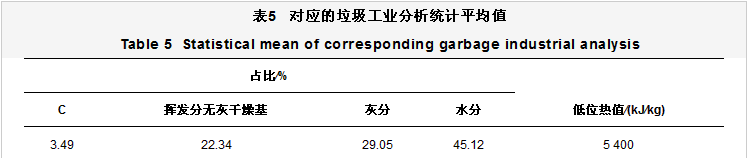 表5 对应的垃圾工业分析统计平均值
Table 5 Statistical mean of corresponding garbage industrial analysis
占比/%
C 挥发分无灰干燥基 灰分 水分 低位热值/(kJ/kg)
3.49 22.34 29.05 45.12 5 400